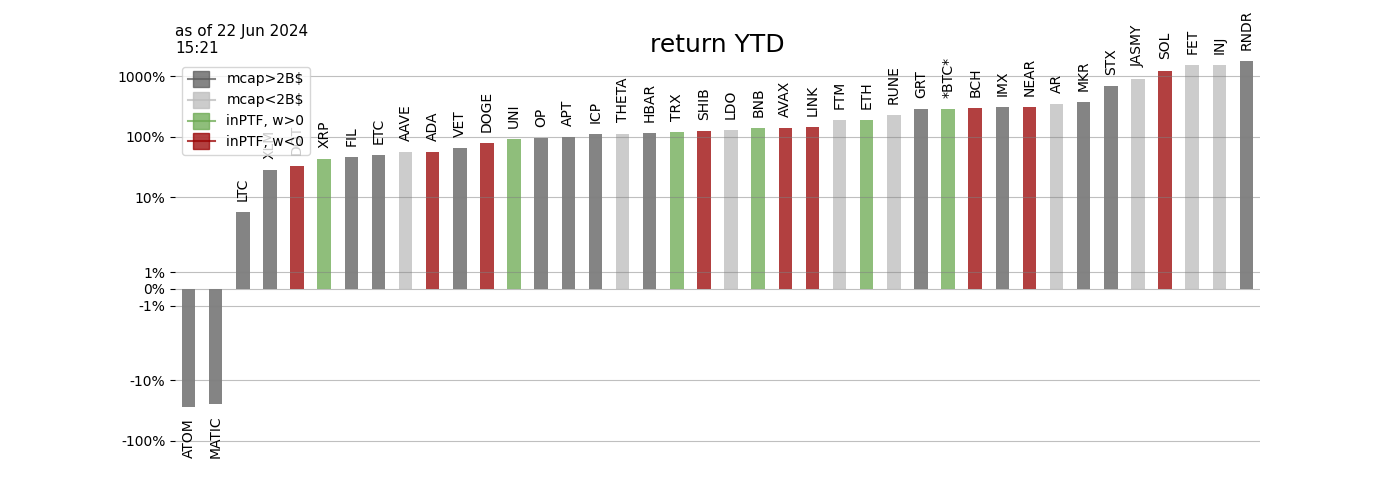 as of 22 Jun 2024
15:21
return YTD
mcap>2B$
mcap<2B$
inPTF, w>0
inPTF, w<0
1000%
100%
10%
1%
0%
-1%
-10%
-100%
ATOM
MATIC
LTC
XLM
DOT
XRP
FIL
ETC
AAVE
ADA
VET
DOGE
UNI
OP
APT
ICP
THETA
HBAR
TRX
SHIB
LDO
BNB
AVAX
LINK
FTM
ETH
RUNE
GRT
*BTC*
BCH
IMX
NEAR
AR
MKR
STX
JASMY
SOL
FET
INJ
RNDR